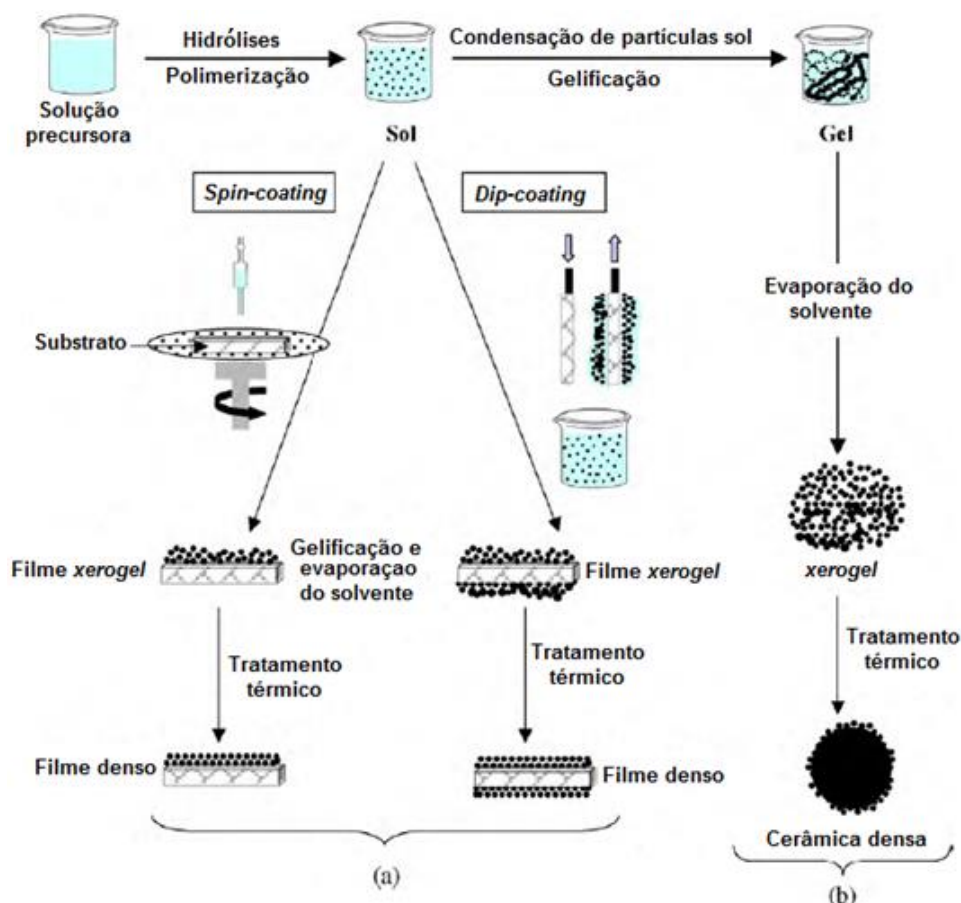 Hidrólises
Polimerização
Condensação de partículas sol
Gelificação
Solução
precursora
Sol
Gel
Spin-coating
Dip-coating
Evaporação do
solvente
Substrato
Filme xerogel
Gelificação e
evaporaçao
do solvente
Filme xerogel
xerogel
Tratamento
térmico
Tratamento
térmico
Tratamento
térmico
Filme denso
Filme denso
Cerâmica densa
(a)
(b)